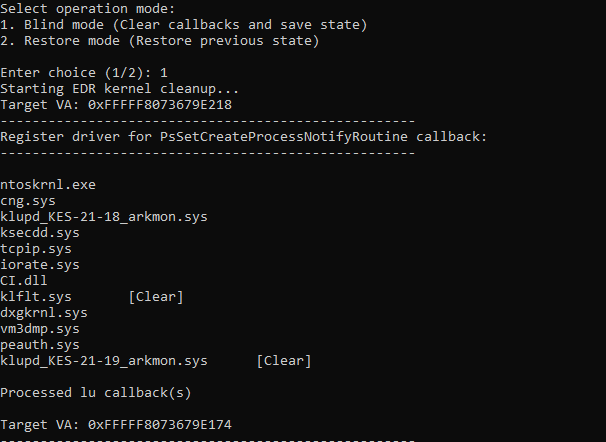 Select operation mode:
1. Blind mode (Clear callbacks and save state)
2. Restore mode (Restore previous state)
Enter choice (1/2): 1
Starting EDR kernel cleanup...
Target VA: 0xFFFFF8073679E218
----------------------------------------------------
Register driver for PsSetCreateProcessNotifyRoutine callback:
----------------------------------------------------
ntoskrnl.exe
cng.sys
klupd_KES-21-18_arkmon.sys
ksecdd.sys
tcpip.sys
iorate.sys
CI.dll
klflt.sys       [Clear]
dxgkrnl.sys
vm3dmp.sys
peauth.sys
klupd_KES-21-19_arkmon.sys      [Clear]
Processed lu callback(s)
Target VA: 0xFFFFF8073679E174
----------------------------------------------------